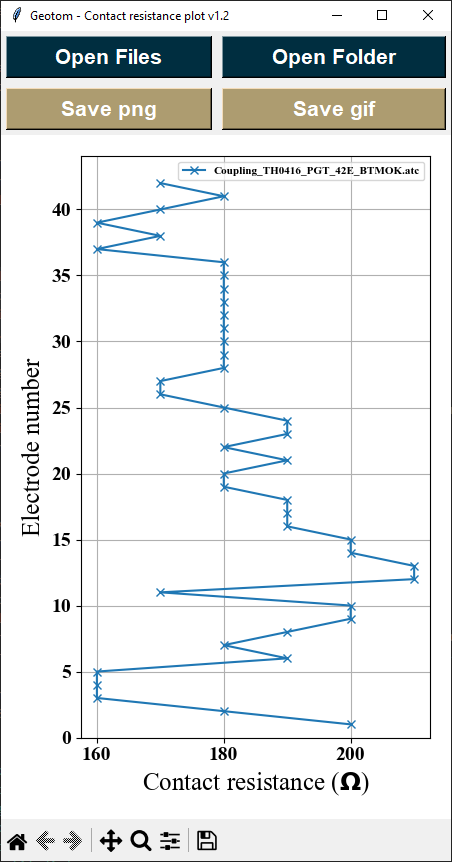 Geotom - Contact resistance plot v1.2
Open Files
Open Folder
Save png
Save gif
Coupling_TH0416_PGT_42E_BTMOK.atc
40
35
30
25
20
15
10
5
0
Electrode number
160 180 200
Contact resistance (Ω)